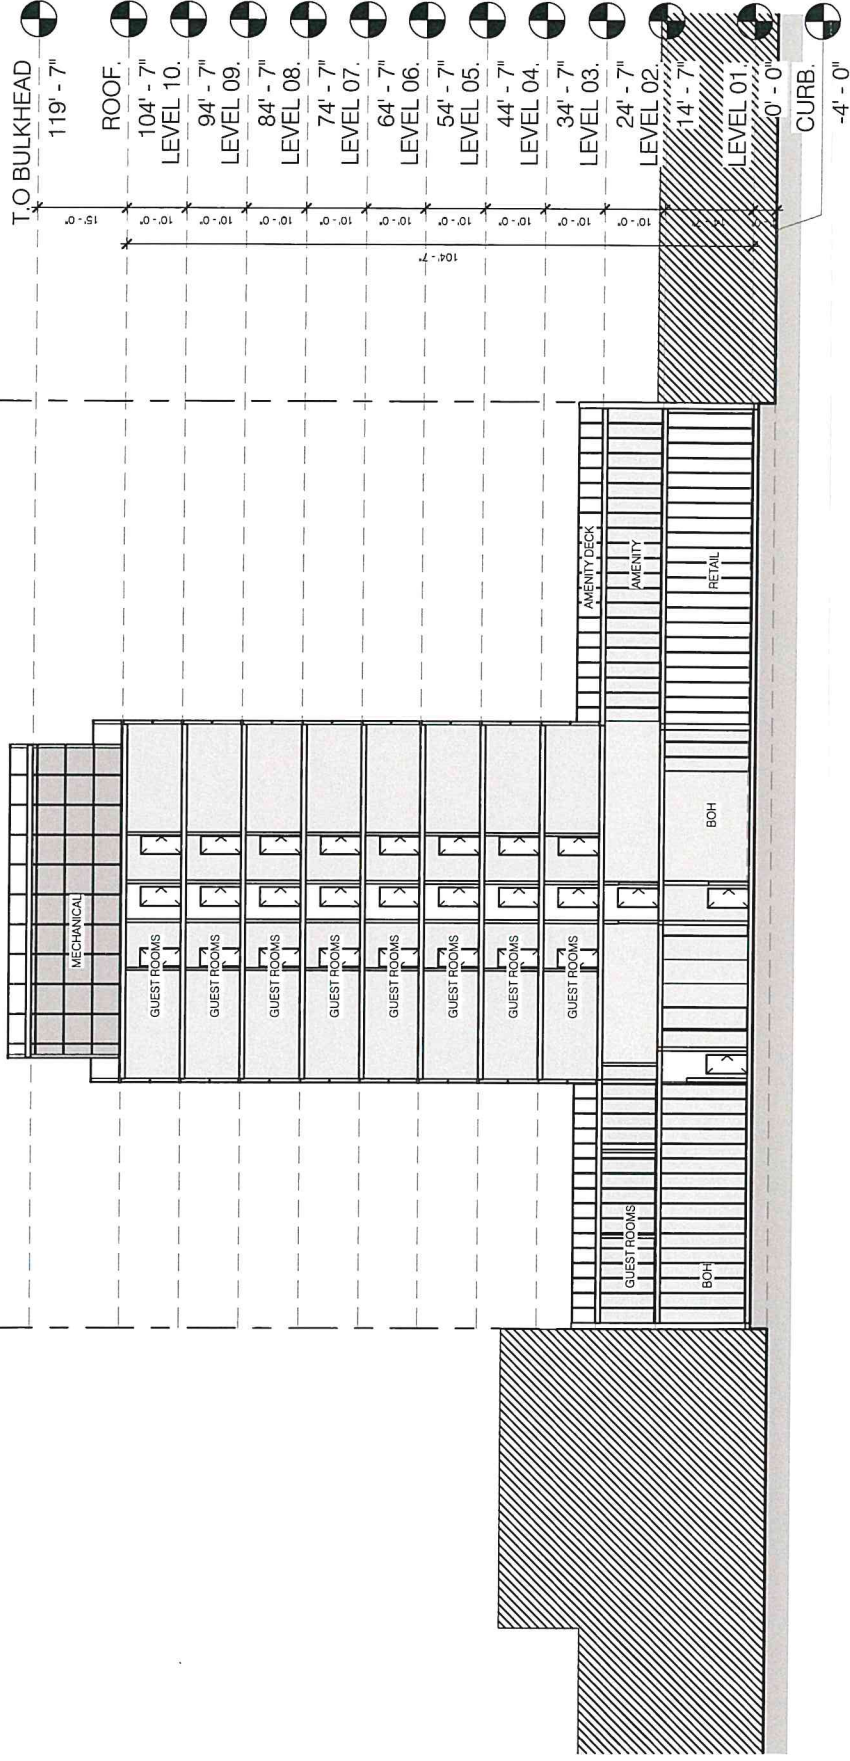 T.O BULKHEAD
119' - 7"
ROOF.
104' - 7"
LEVEL 10.
94' - 7"
LEVEL 09.
84' - 7"
LEVEL 08.
74' - 7"
LEVEL 07.
64' - 7"
LEVEL 06.
54' - 7"
LEVEL 05.
44' - 7"
LEVEL 04.
34' - 7"
LEVEL 03.
24' - 7"
LEVEL 02.
14' - 7"
LEVEL 01.
0' - 0"
CURB.
-4' - 0"
15'- 0"
10'- 0"
10'- 0"
10'- 0"
10'- 0"
10'- 0"
10'- 0"
10'- 0"
10'- 0"
10'- 0"
104' - 7"
MECHANICAL
GUEST ROOMS
GUEST ROOMS
GUEST ROOMS
GUEST ROOMS
GUEST ROOMS
GUEST ROOMS
GUEST ROOMS
GUEST ROOMS
AMENITY DECK
AMENITY
RETAIL
BOH
GUEST ROOMS
BOH